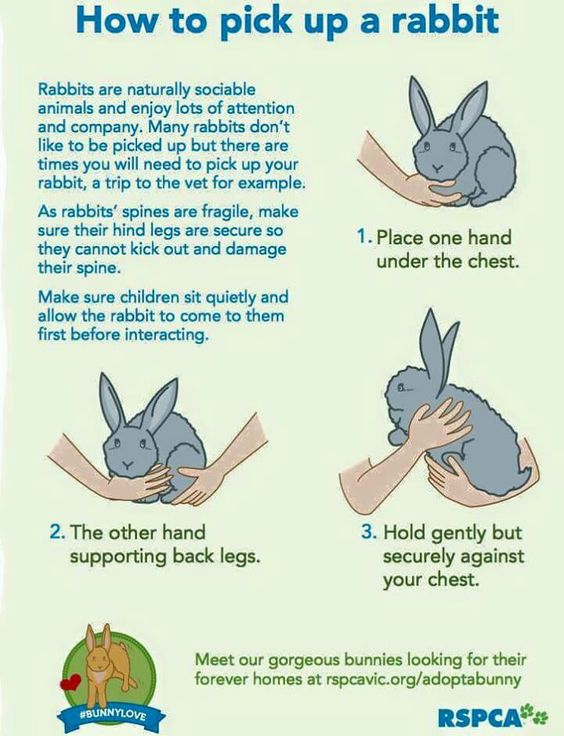 How to pick up a rabbit
Rabbits are naturally sociable
animals and enjoy lots of attention
and company. Many rabbits don't
like to be picked up but there are
times you will need to pick up your
rabbit, a trip to the vet for example.
As rabbits' spines are fragile, make
sure their hind legs are secure so
they cannot kick out and damage
their spine.
Make sure children sit quietly and
allow the rabbit to come to them
first before interacting.
1. Place one hand
under the chest.
2. The other hand
supporting back legs.
3. Hold gently but
securely against
your chest.
#BUNNYLOVE
Meet our gorgeous bunnies looking for their
forever homes at rspcavic.org/adoptabunny
RSPCA